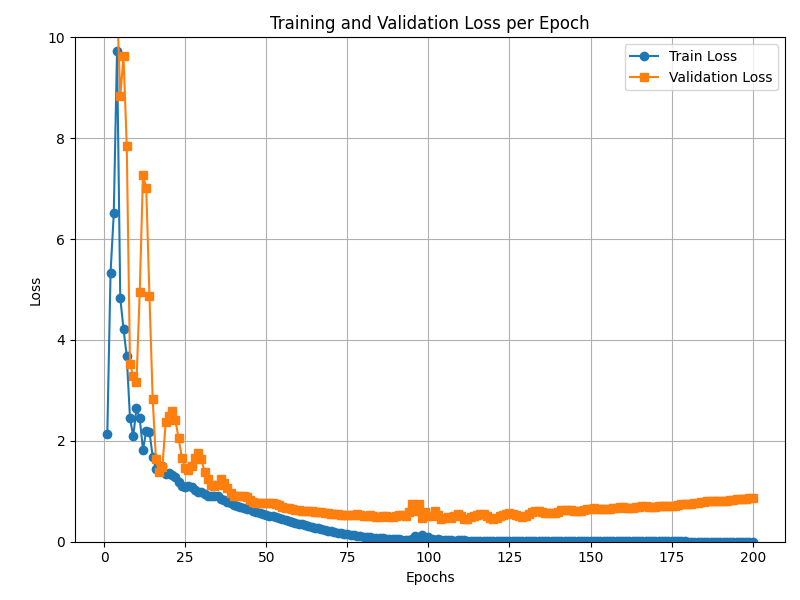 Training and Validation Loss per Epoch
Train Loss
Validation Loss
10
8
6
4
2
0
Loss
0 25 50 75 100 125 150 175 200
Epochs